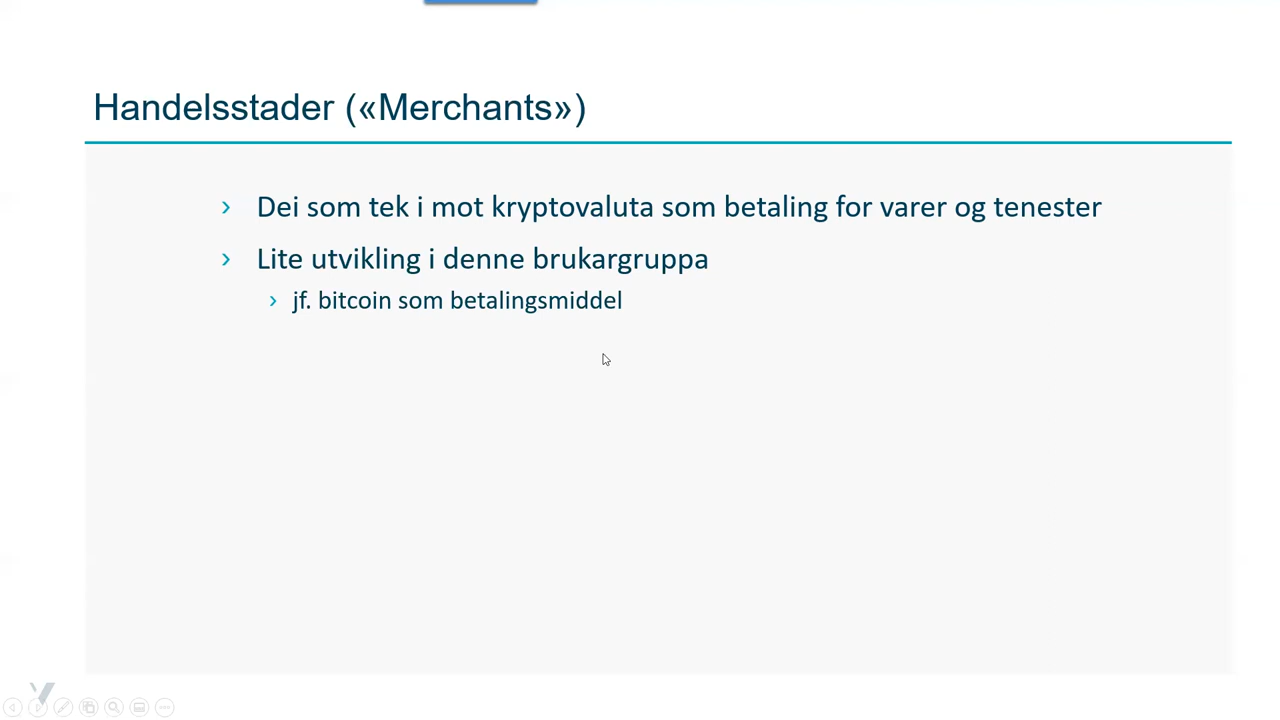 Handelsstader («Merchants»)
› Dei som tek i mot kryptovaluta som betaling for varer og tenester
› Lite utvikling i denne brukargruppa
› jf. bitcoin som betalingsmiddel